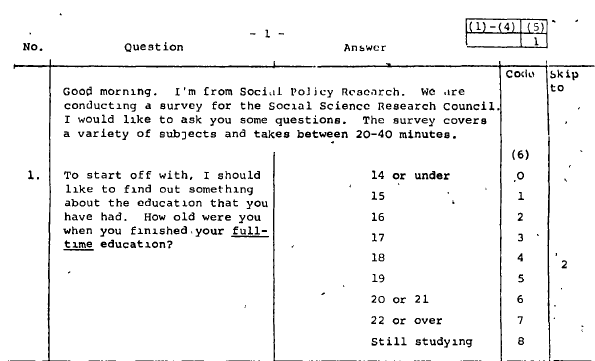 - 1 -
(1)-(4) (5)
1
No. Question Answer
Code Skip to
Good morning. I'm from Social Policy Research. We are
conducting a survey for the Social Science Research Council.
I would like to ask you some questions. The survey covers
a variety of subjects and takes between 20-40 minutes.
(6)
1. To start off with, I should
like to find out something
about the education that you
have had. How old were you
when you finished your full-
time education?
14 or under 0
15 1
16 2
17 3
18 4
2
19 5
20 or 21 6
22 or over 7
Still studying 8